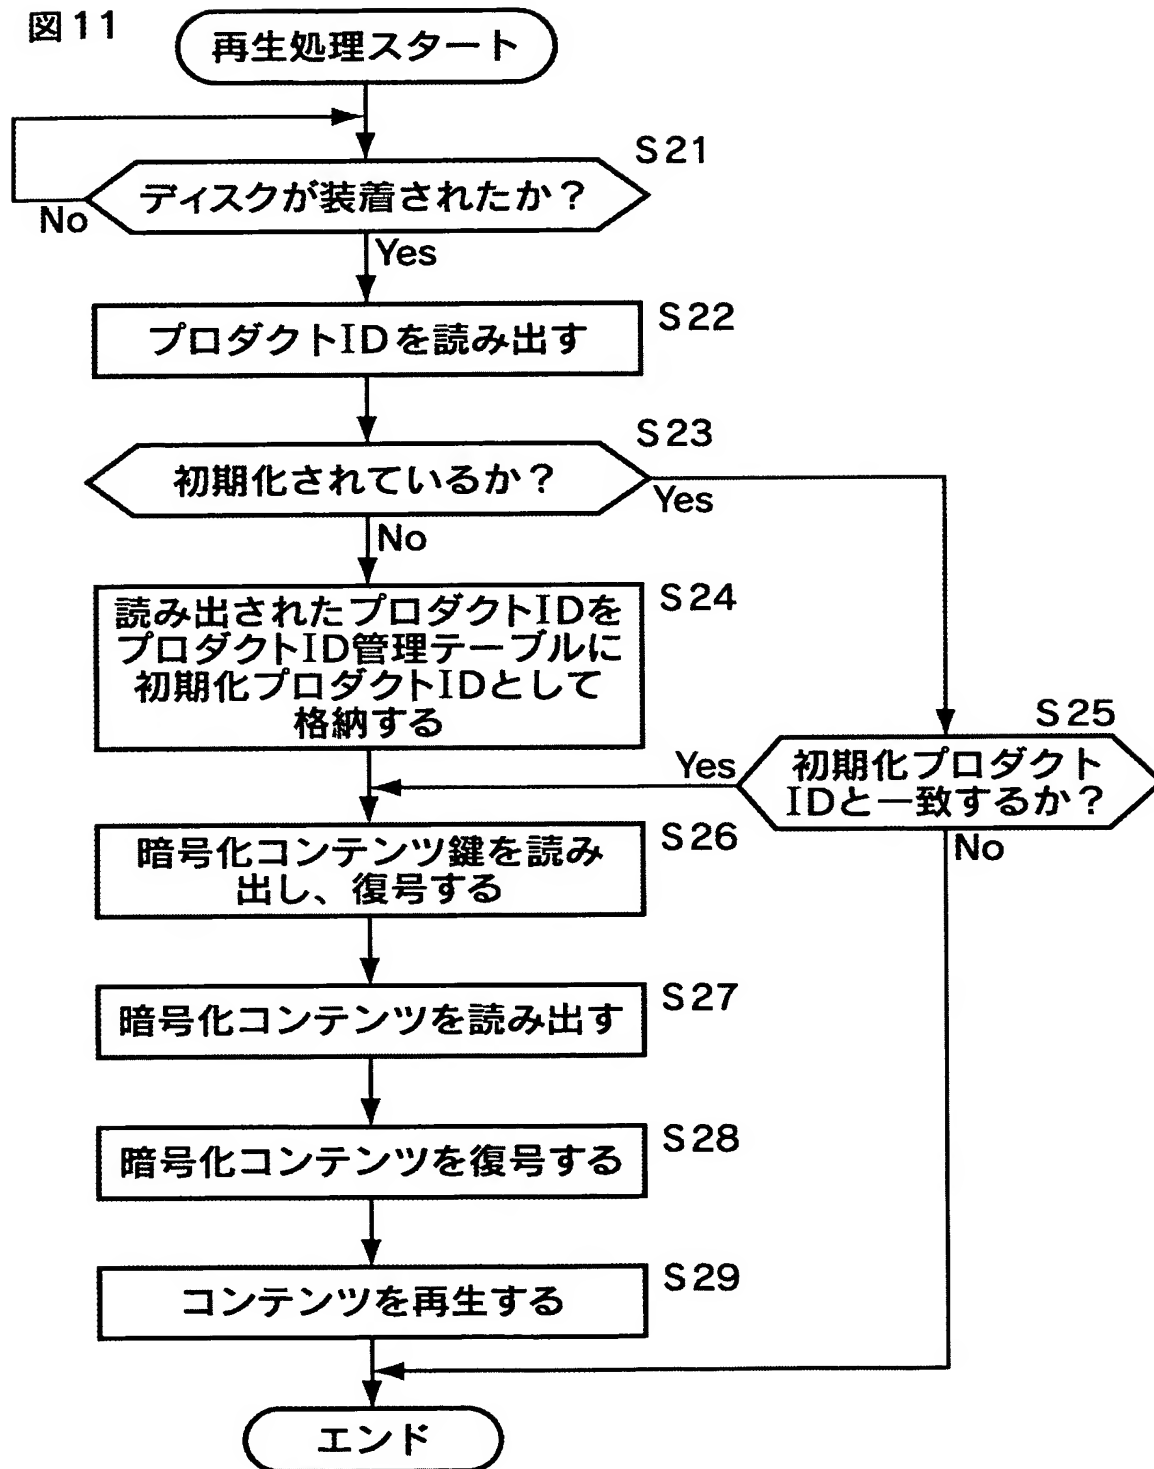 図11
再生処理スタート
S21
ディスクが装着されたか？
No
Yes
S22
プロダクトIDを読み出す
S23
初期化されているか？
Yes
No
S24
読み出されたプロダクトIDを
プロダクトID管理テーブルに
初期化プロダクトIDとして
格納する
S25
初期化プロダクト
IDと一致するか？
Yes
No
S26
暗号化コンテンツ鍵を読み
出し、復号する
S27
暗号化コンテンツを読み出す
S28
暗号化コンテンツを復号する
S29
コンテンツを再生する
エンド